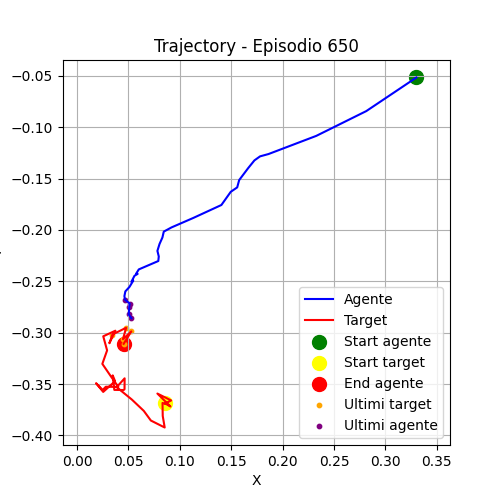 Trajectory - Episodio 650
−0.05
−0.10
−0.15
−0.20
−0.25
−0.30
−0.35
−0.40
Agente
Target
Start agente
Start target
End agente
Ultimi target
Ultimi agente
0.00 0.05 0.10 0.15 0.20 0.25 0.30 0.35
X